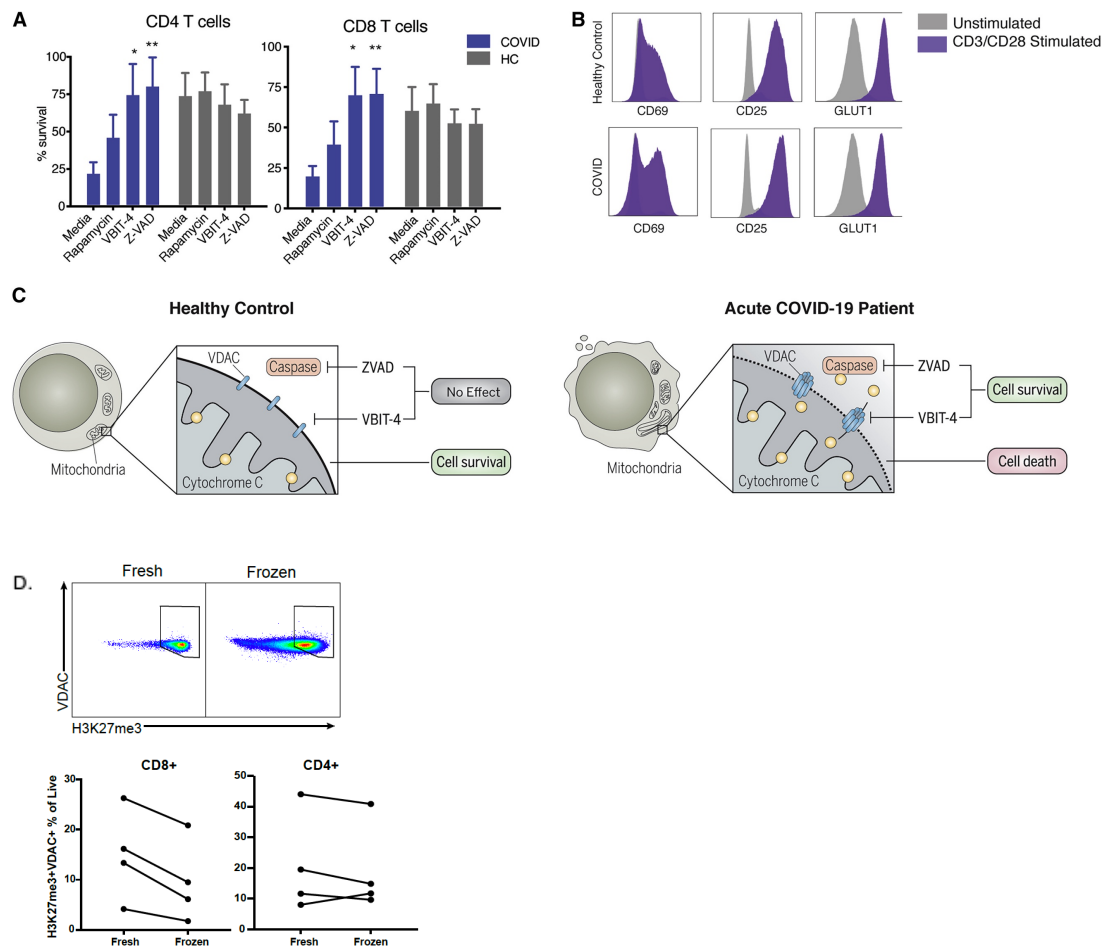 A
CD4 T cells
CD8 T cells
COVID
HC
% survival
100
75
50
25
0
* ** 
Media
Rapamycin
VBIT-4
Z-VAD
Media
Rapamycin
VBIT-4
Z-VAD
100
75
50
25
0
* **
Media
Rapamycin
VBIT-4
Z-VAD
Media
Rapamycin
VBIT-4
Z-VAD
B
Unstimulated
CD3/CD28 Stimulated
Healthy Control
CD69
CD25
GLUT1
COVID
CD69
CD25
GLUT1
C
Healthy Control
Mitochondria
VDAC
Caspase
ZVAD
VBIT-4
No Effect
Cell survival
Cytochrome C
Acute COVID-19 Patient
Mitochondria
VDAC
Caspase
ZVAD
VBIT-4
Cell survival
Cell death
Cytochrome C
D.
Fresh
Frozen
VDAC
H3K27me3
CD8+
H3K27me3+VDAC+ % of Live
30
20
10
0
Fresh
Frozen
CD4+
50
40
30
20
10
0
Fresh
Frozen